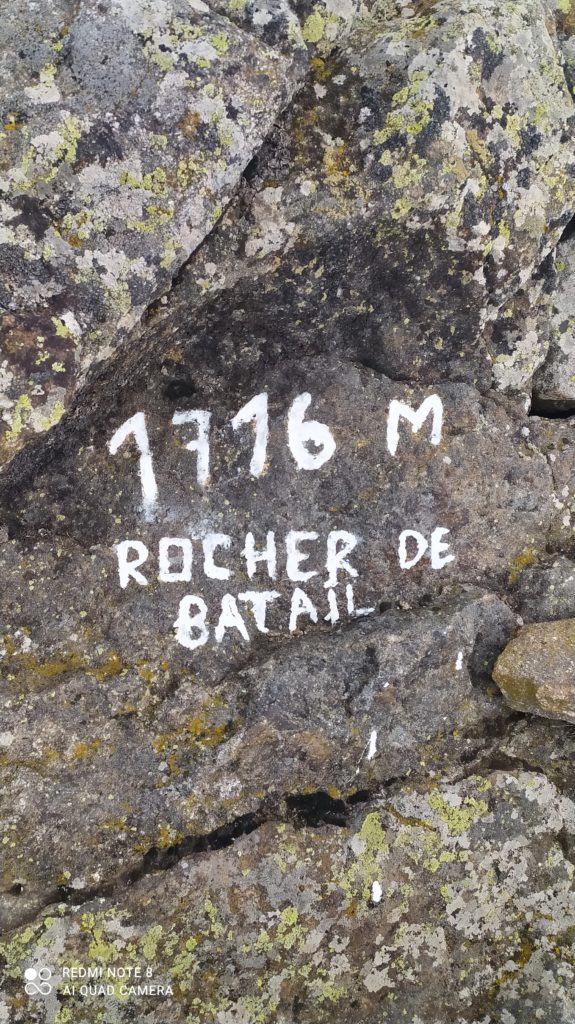 1716 M
ROCHER DE
BATAIL
REDMI NOTE 8
AI QUAD CAMERA